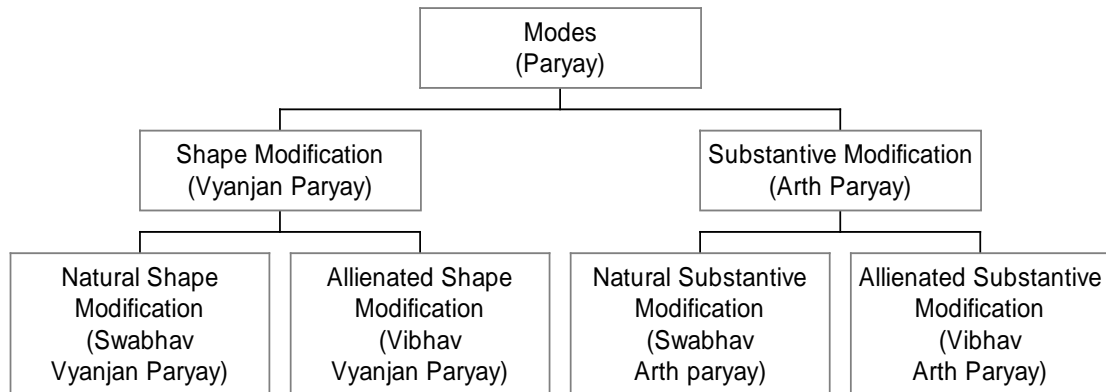 Modes
(Paryay)
Shape Modification
(Vyanjan Paryay)
Substantive Modification
(Arth Paryay)
Natural Shape
Modification
(Swabhav
Vyanjan Paryay)
Allienated Shape
Modification
(Vibhav
Vyanjan Paryay)
Natural Substantive
Modification
(Swabhav
Arth paryay)
Allienated Substantive
Modification
(Vibhav
Arth Paryay)